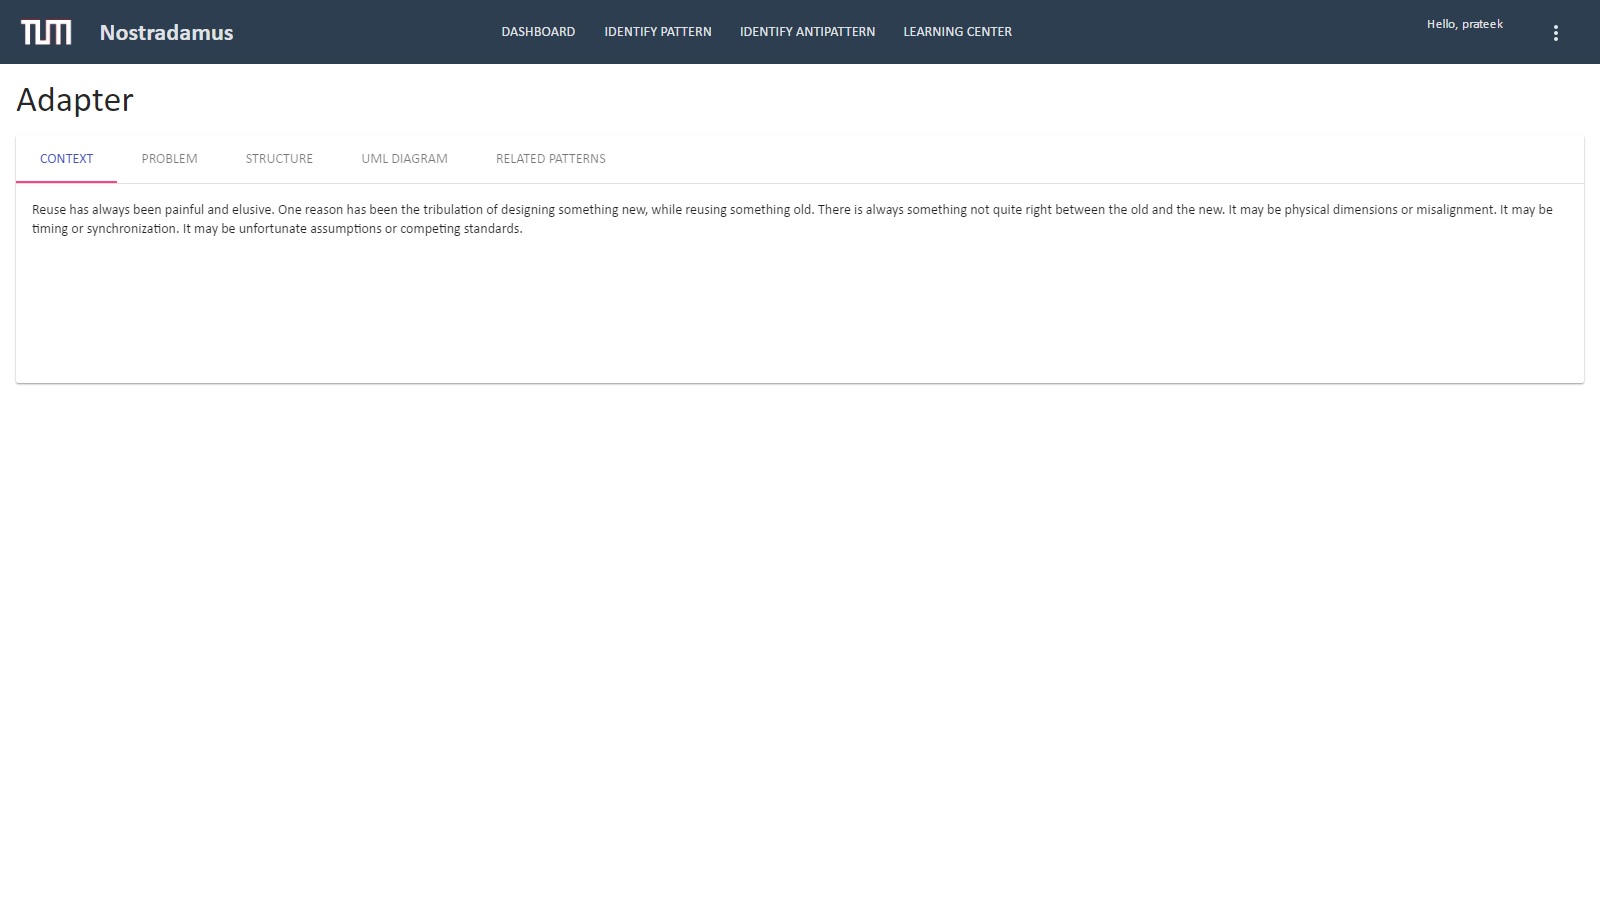 TUM Nostradamus DASHBOARD IDENTIFY PATTERN IDENTIFY ANTIPATTERN LEARNING CENTER Hello, prateek
Adapter
CONTEXT PROBLEM STRUCTURE UML DIAGRAM RELATED PATTERNS
Reuse has always been painful and elusive. One reason has been the tribulation of designing something new, while reusing something old. There is always something not quite right between the old and the new. It may be physical dimensions or misalignment. It may be
timing or synchronization. It may be unfortunate assumptions or competing standards.